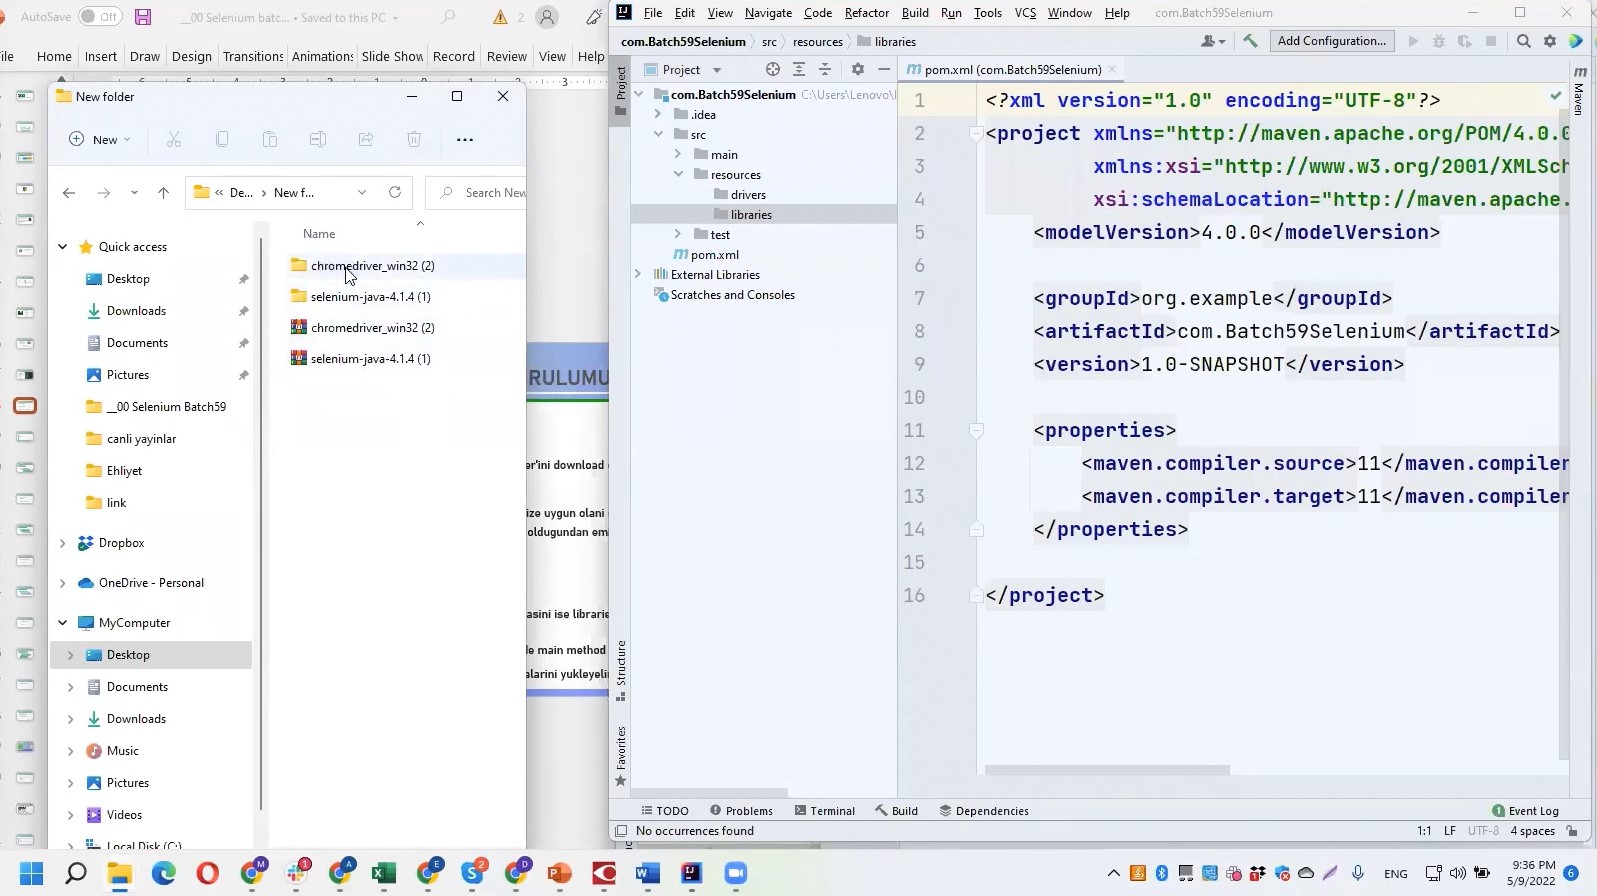 AutoSave Off __00 Selenium batc... • Saved to this PC 2
ile Home Insert Draw Design Transitions Animations Slide Show Record Review View Help
New folder
New
De... New f... Search New
Name
Quick access
Desktop
Downloads
Documents
Pictures
__00 Selenium Batch59
canli yayinlar
Ehliyet
link
Dropbox
OneDrive - Personal
MyComputer
Desktop
Documents
Downloads
Music
Pictures
Videos
Local Disk (C:)
chromedriver_win32 (2)
selenium-java-4.1.4 (1)
chromedriver_win32 (2)
selenium-java-4.1.4 (1)
RULUMU
er'ini download
ize uygun olani
oldugundan em
asini ise librarie
de main method
alarini yukleyelin
IJ File Edit View Navigate Code Refactor Build Run Tools VCS Window Help com.Batch59Selenium
com.Batch59Selenium src resources libraries Add Configuration...
Project
Project
com.Batch59Selenium C:\Users\Lenovo\
.idea
src
main
resources
drivers
libraries
test
pom.xml
External Libraries
Scratches and Consoles
Structure
Favorites
pom.xml (com.Batch59Selenium)
Maven
1 <?xml version="1.0" encoding="UTF-8"?>
2 <project xmlns="http://maven.apache.org/POM/4.0.0
3 xmlns:xsi="http://www.w3.org/2001/XMLSch
4 xsi:schemaLocation="http://maven.apache.
5 <modelVersion>4.0.0</modelVersion>
6
7 <groupId>org.example</groupId>
8 <artifactId>com.Batch59Selenium</artifactId>
9 <version>1.0-SNAPSHOT</version>
10
11 <properties>
12 <maven.compiler.source>11</maven.compiler
13 <maven.compiler.target>11</maven.compiler
14 </properties>
15
16 </project>
TODO Problems Terminal Build Dependencies 1 Event Log
No occurrences found 1:1 LF UTF-8 4 spaces
M 1 A E 2 D
ENG 9:36 PM
5/9/2022 6